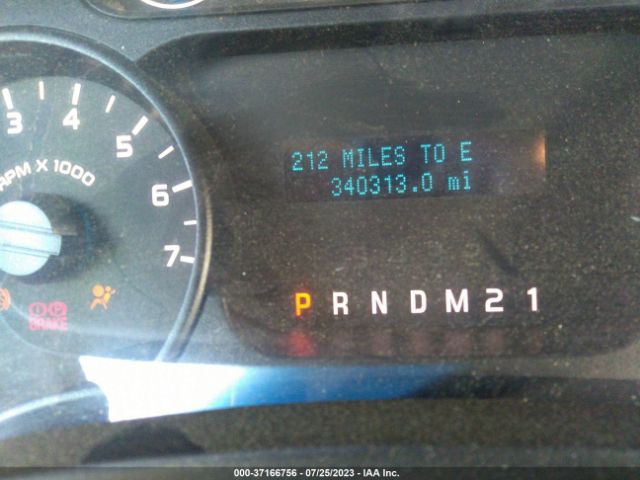 3 4 5 6 7
RPM X 1000
BRAKE
212 MILES TO E
340313.0 mi
P R N D M 2 1
000-37166756 - 07/25/2023 - IAA Inc.